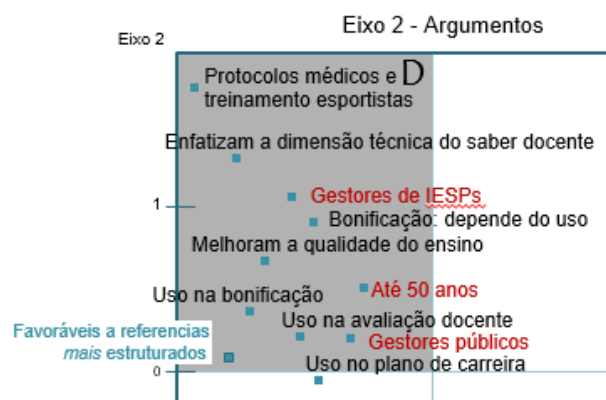 Eixo 2 - Argumentos
Eixo 2
Protocolos médicos e D
treinamento esportistas
Enfatizam a dimensão técnica do saber docente
1
Gestores de IESPs
Bonificação: depende do uso
Melhoram a qualidade do ensino
Até 50 anos
Uso na bonificação
Uso na avaliação docente
Favoráveis a referencias
mais estruturados
Gestores públicos
Uso no plano de carreira
0